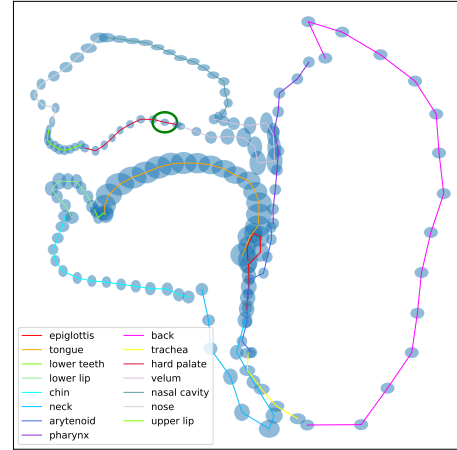 epiglottis
tongue
lower teeth
lower lip
chin
neck
arytenoid
pharynx
back
trachea
hard palate
velum
nasal cavity
nose
upper lip